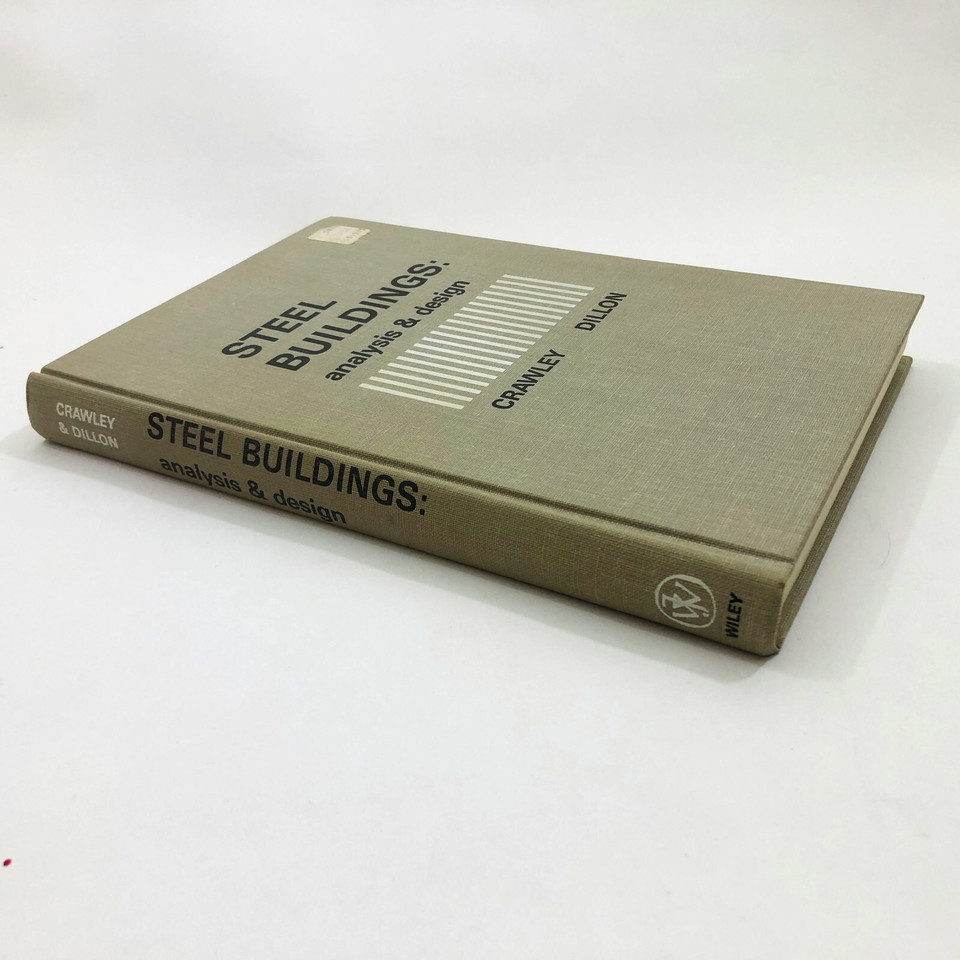 STEEL
BUILDINGS:
analysis & design
CRAWLEY DILLON
CRAWLEY
& DILLON
STEEL BUILDINGS:
analysis & design
WILEY